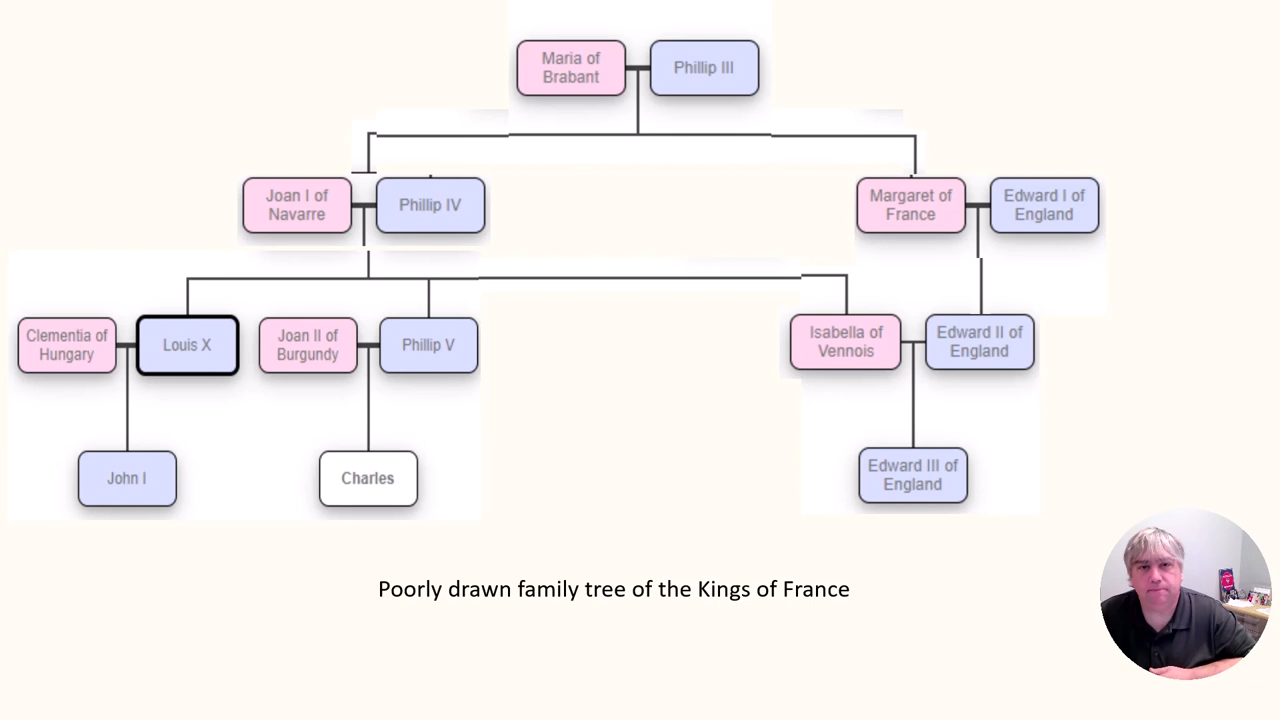 Maria of
Brabant
Phillip III
Joan I of
Navarre
Phillip IV
Margaret of
France
Edward I of
England
Clementia of
Hungary
Louis X
Joan II of
Burgundy
Phillip V
Isabella of
Vennois
Edward II of
England
John I
Charles
Edward III of
England
Poorly drawn family tree of the Kings of France